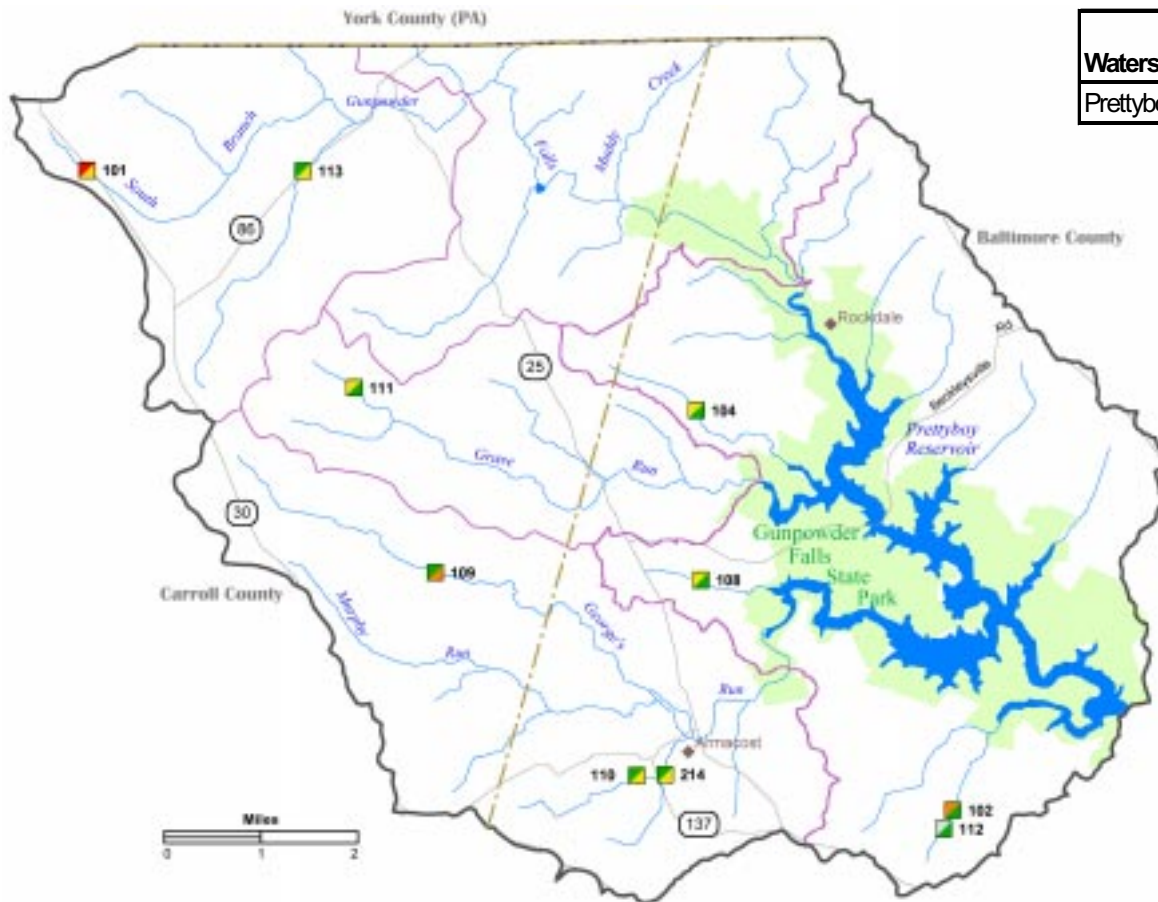 York County (PA)
Waters
Prettybo
Creek
Gunpowder
Branch
Falls
Muddy
101
South
113
86
Baltimore County
Rockdale
Rd
Beckleysville
25
111
104
Prettyboy
Reservoir
Grave
Run
30
Gunpowder
Falls
State
Park
109
108
Carroll County
Murphy
Run
George's
Run
Armacost
110
214
137
102
112
Miles
0 1 2